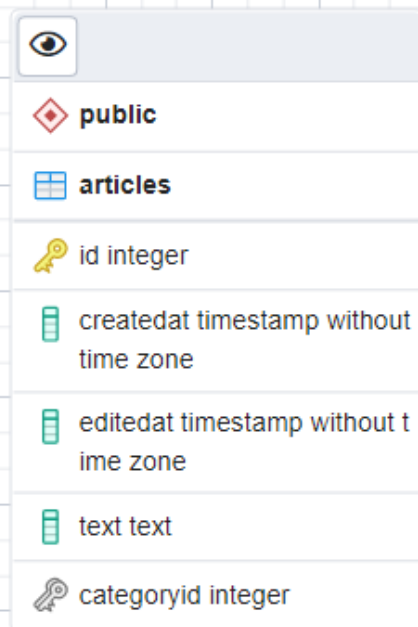 public
articles
id integer
createdat timestamp without
time zone
editedat timestamp without t
ime zone
text text
categoryid integer